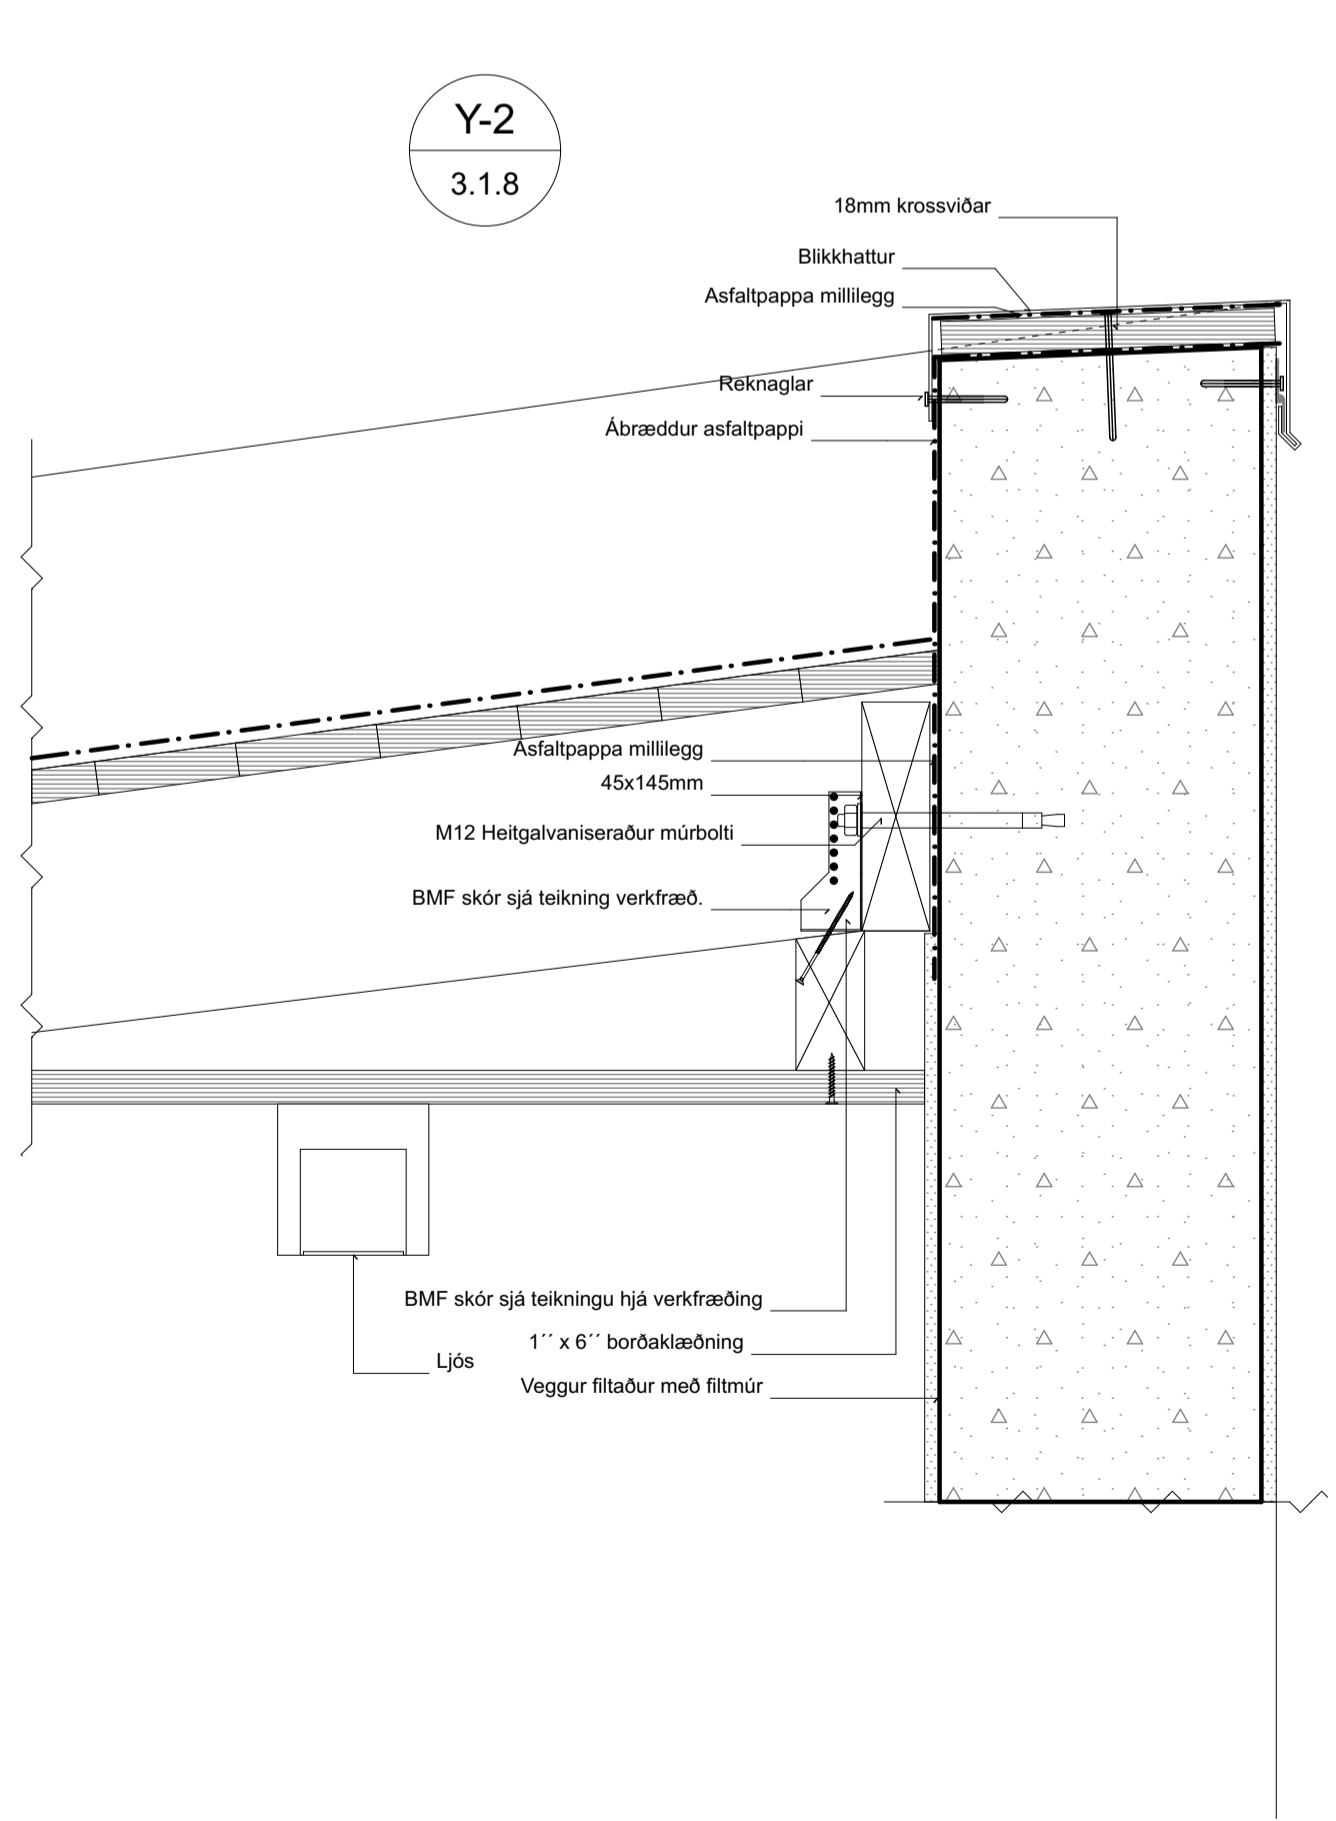 Y-2
3.1.8
18mm krossviðar
Blikkhattur
Asfaltpappa millilegg
Reknaglar
Ábræddur asfaltpappi
Asfaltpappa millilegg
45x145mm
M12 Heitgalvaniseraður múrbolti
BMF skór sjá teikning verkfræð.
BMF skór sjá teikningu hjá verkfræðing
1´´ x 6´´ borðaklæðning
Ljós
Veggur filtaður með filtmúr